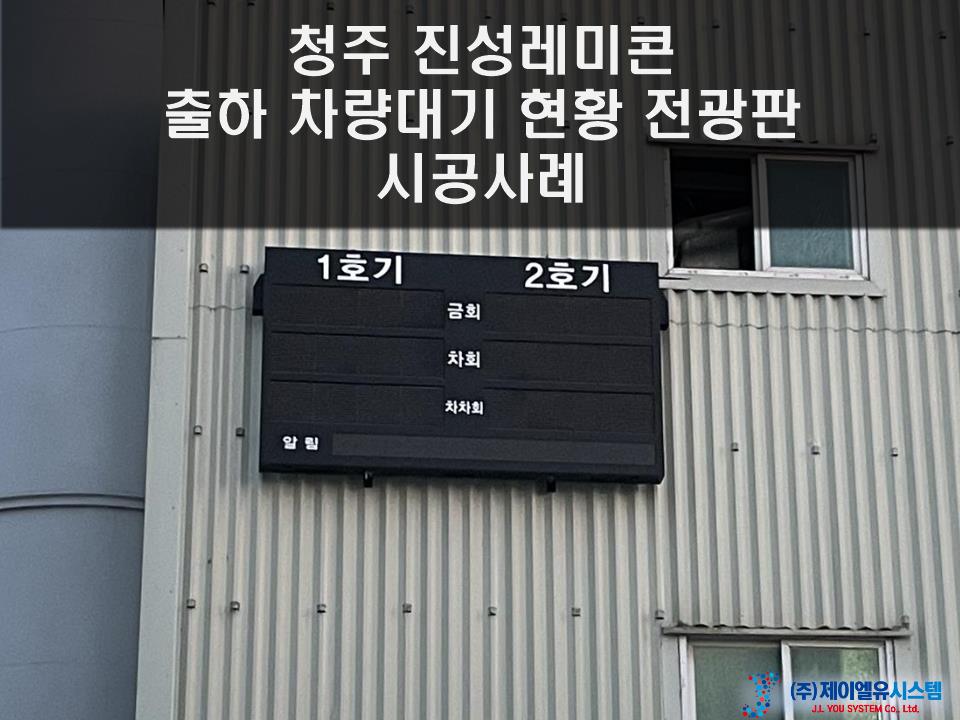 청주 진성레미콘
출하 차량대기 현황 전광판
시공사례
1호기 2호기
금회
차회
차차회
알림
(주)제이엘유시스템
J.L YOU SYSTEM Co., Ltd.